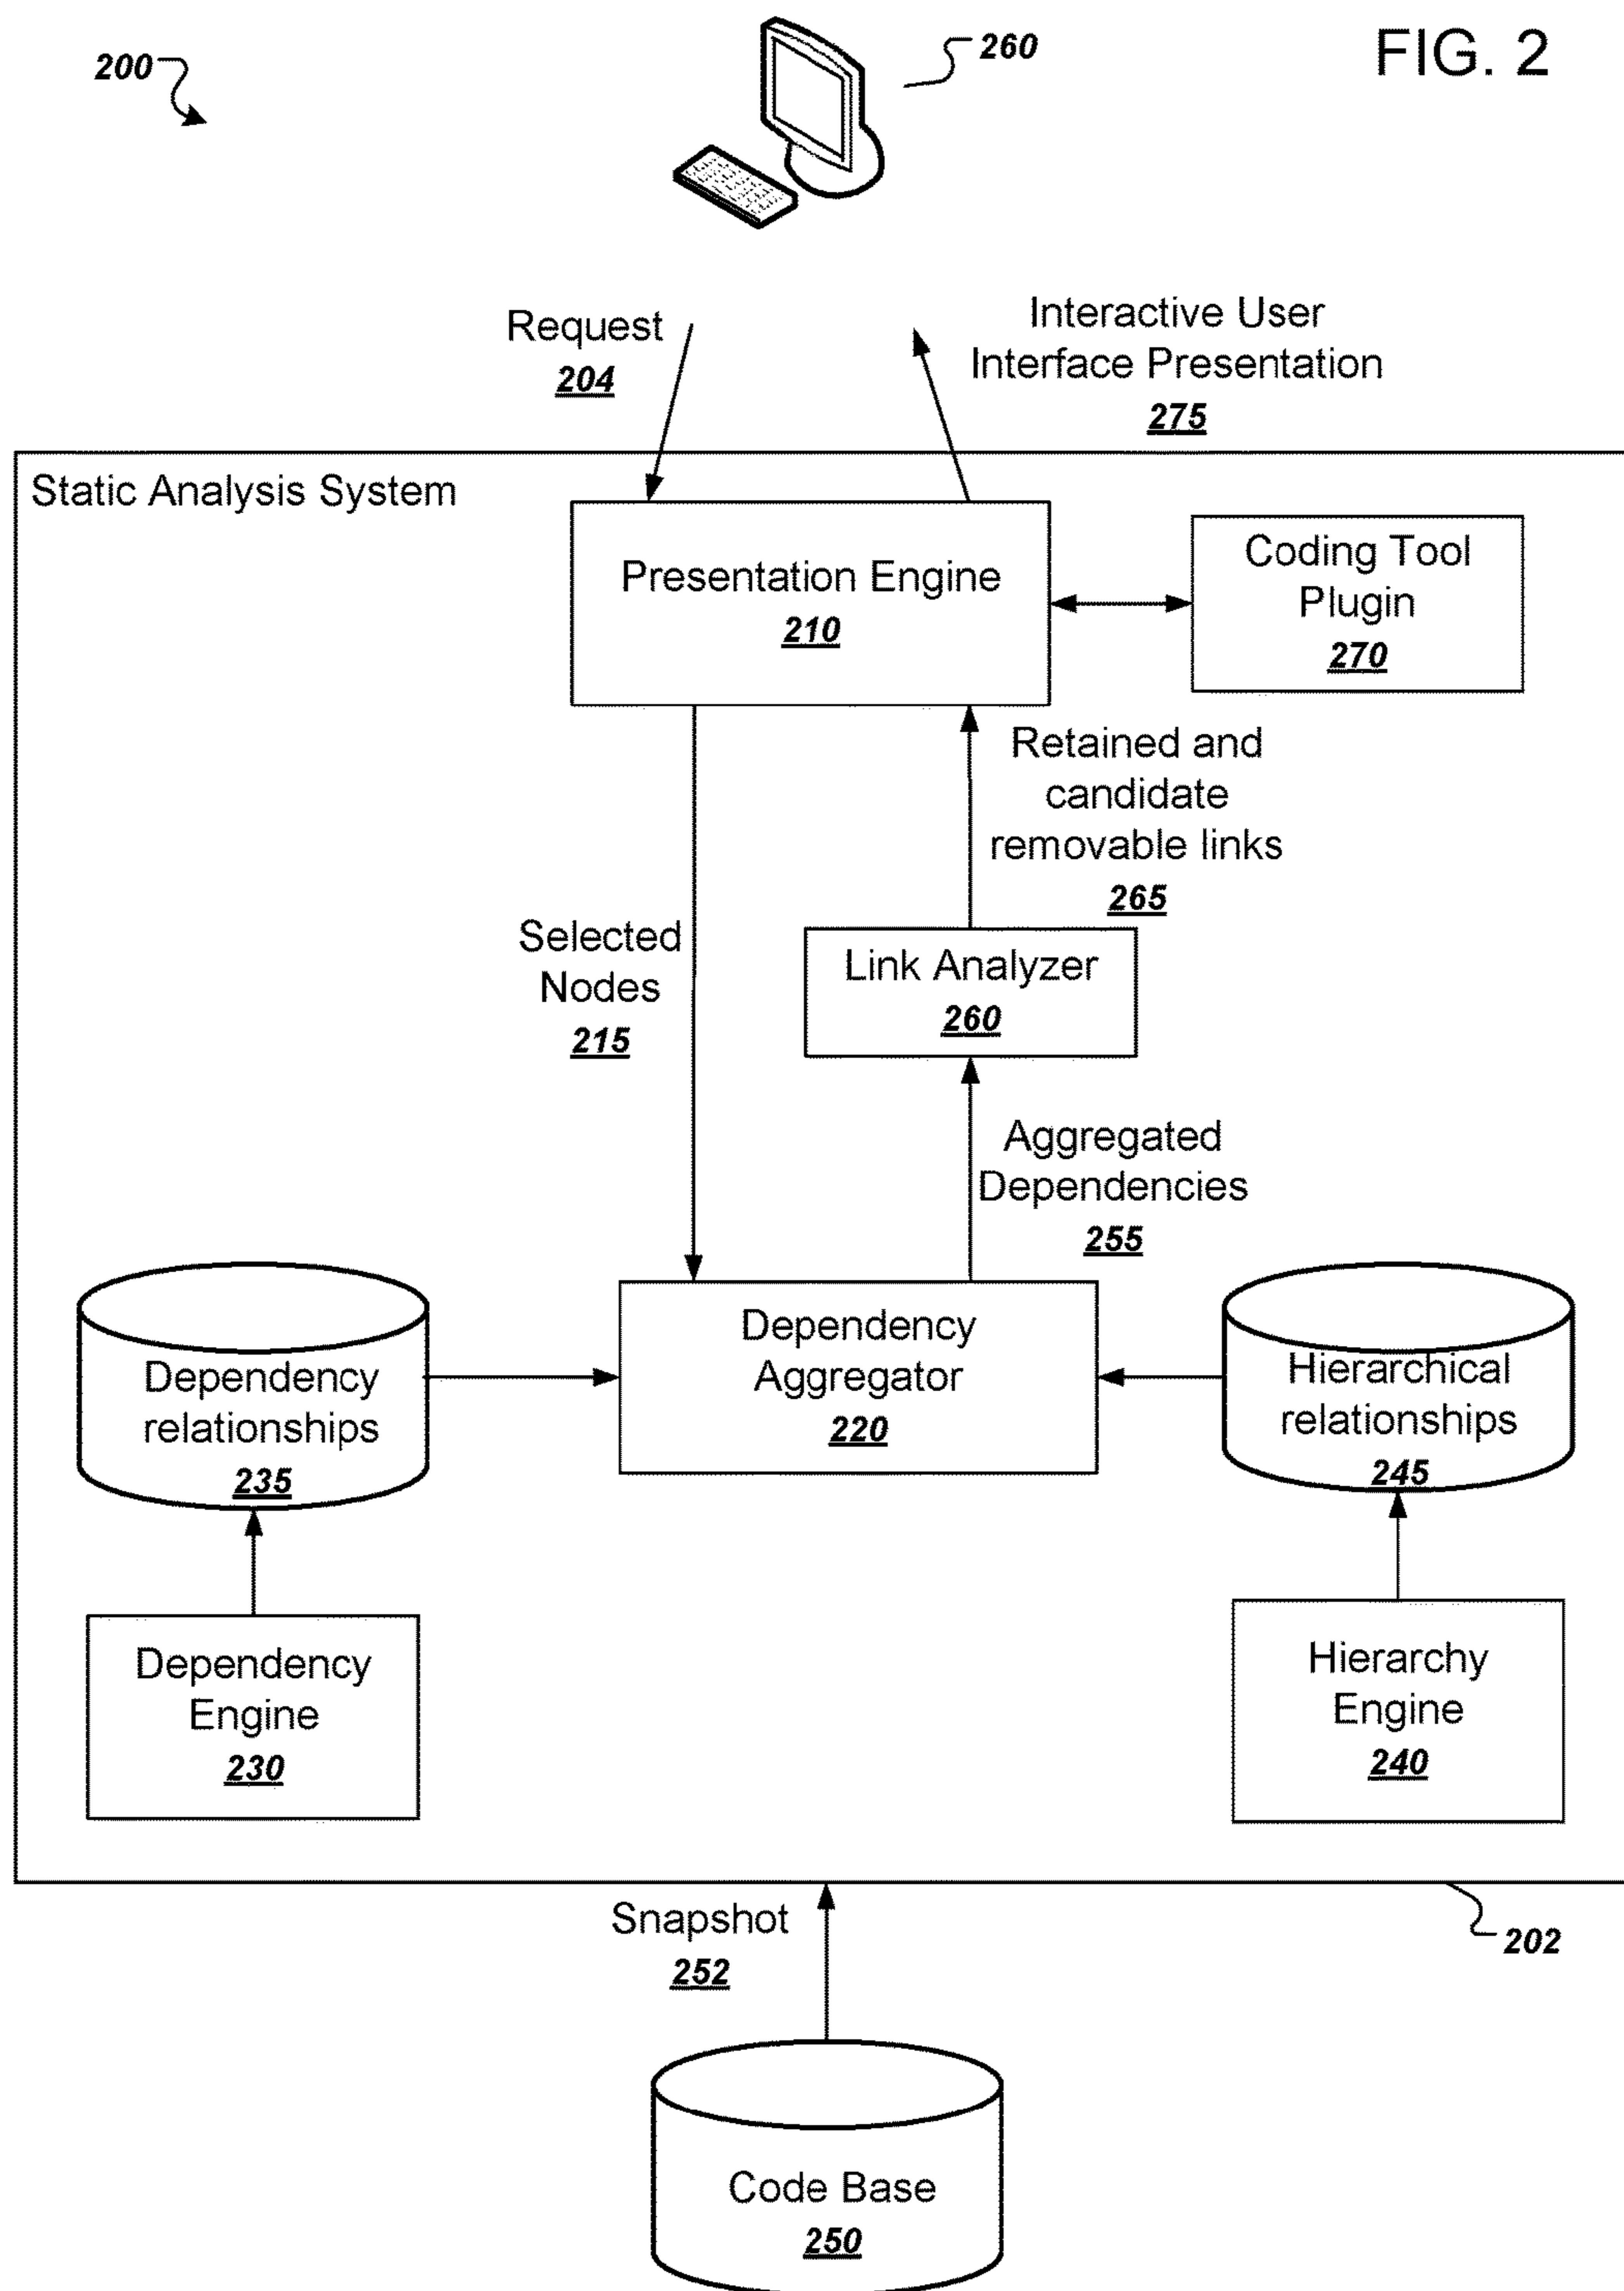 200
260
FIG. 2
Request
204
Interactive User
Interface Presentation
275
Static Analysis System
Presentation Engine
210
Coding Tool
Plugin
270
Retained and
candidate
removable links
265
Selected
Nodes
215
Link Analyzer
260
Aggregated
Dependencies
255
Dependency
relationships
235
Dependency
Aggregator
220
Hierarchical
relationships
245
Dependency
Engine
230
Hierarchy
Engine
240
Snapshot
252
202
Code Base
250